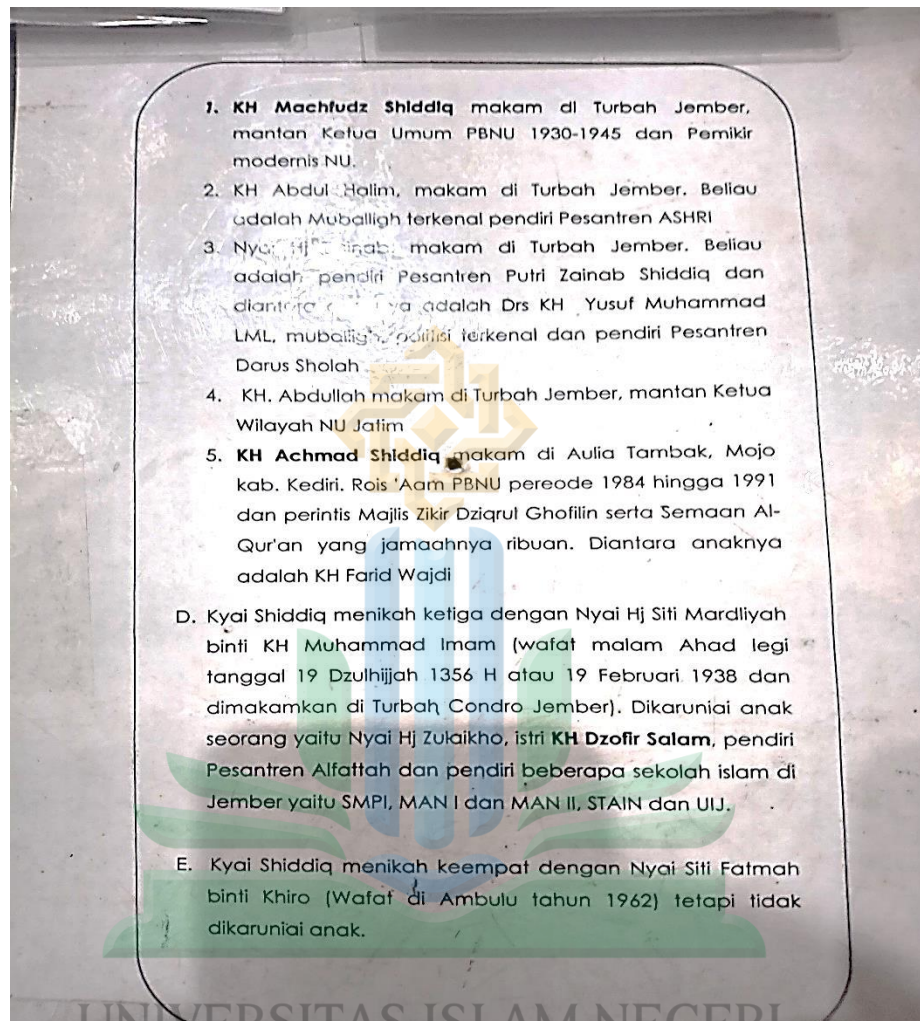 1. KH Machfudz Shiddiq makam di Turbah Jember,
mantan Ketua Umum PBNU 1930-1945 dan Pemikir
modernis NU.
2. KH Abdul Halim, makam di Turbah Jember. Beliau
adalah Muballigh terkenal pendiri Pesantren ASHRI
3. Nyai Hj makam di Turbah Jember. Beliau
adalah pendiri Pesantren Putri Zainab Shiddiq dan
diantara adalah Drs KH Yusuf Muhammad
LML, muballigh, politisi terkenal dan pendiri Pesantren
Darus Sholah
4. KH. Abdullah makam di Turbah Jember, mantan Ketua
Wilayah NU Jatim
5. KH Achmad Shiddiq makam di Aulia Tambak, Mojo
kab. Kediri. Rois 'Aam PBNU pereode 1984 hingga 1991
dan perintis Majlis Zikir Dziqrul Ghofilin serta Semaan Al-
Qur'an yang jamaahnya ribuan. Diantara anaknya
adalah KH Farid Wajdi
D. Kyai Shiddiq menikah ketiga dengan Nyai Hj Siti Mardliyah
binti KH Muhammad Imam (wafat malam Ahad legi
tanggal 19 Dzulhijjah 1356 H atau 19 Februari 1938 dan
dimakamkan di Turbah Condro Jember). Dikaruniai anak
seorang yaitu Nyai Hj Zulaikho, istri KH Dzofir Salam, pendiri
Pesantren Alfattah dan pendiri beberapa sekolah islam di
Jember yaitu SMPI, MAN I dan MAN II, STAIN dan UIJ.
E. Kyai Shiddiq menikah keempat dengan Nyai Siti Fatmah
binti Khiro (Wafat di Ambulu tahun 1962) tetapi tidak
dikaruniai anak.
UNIVERSITAS ISLAM NEGERI